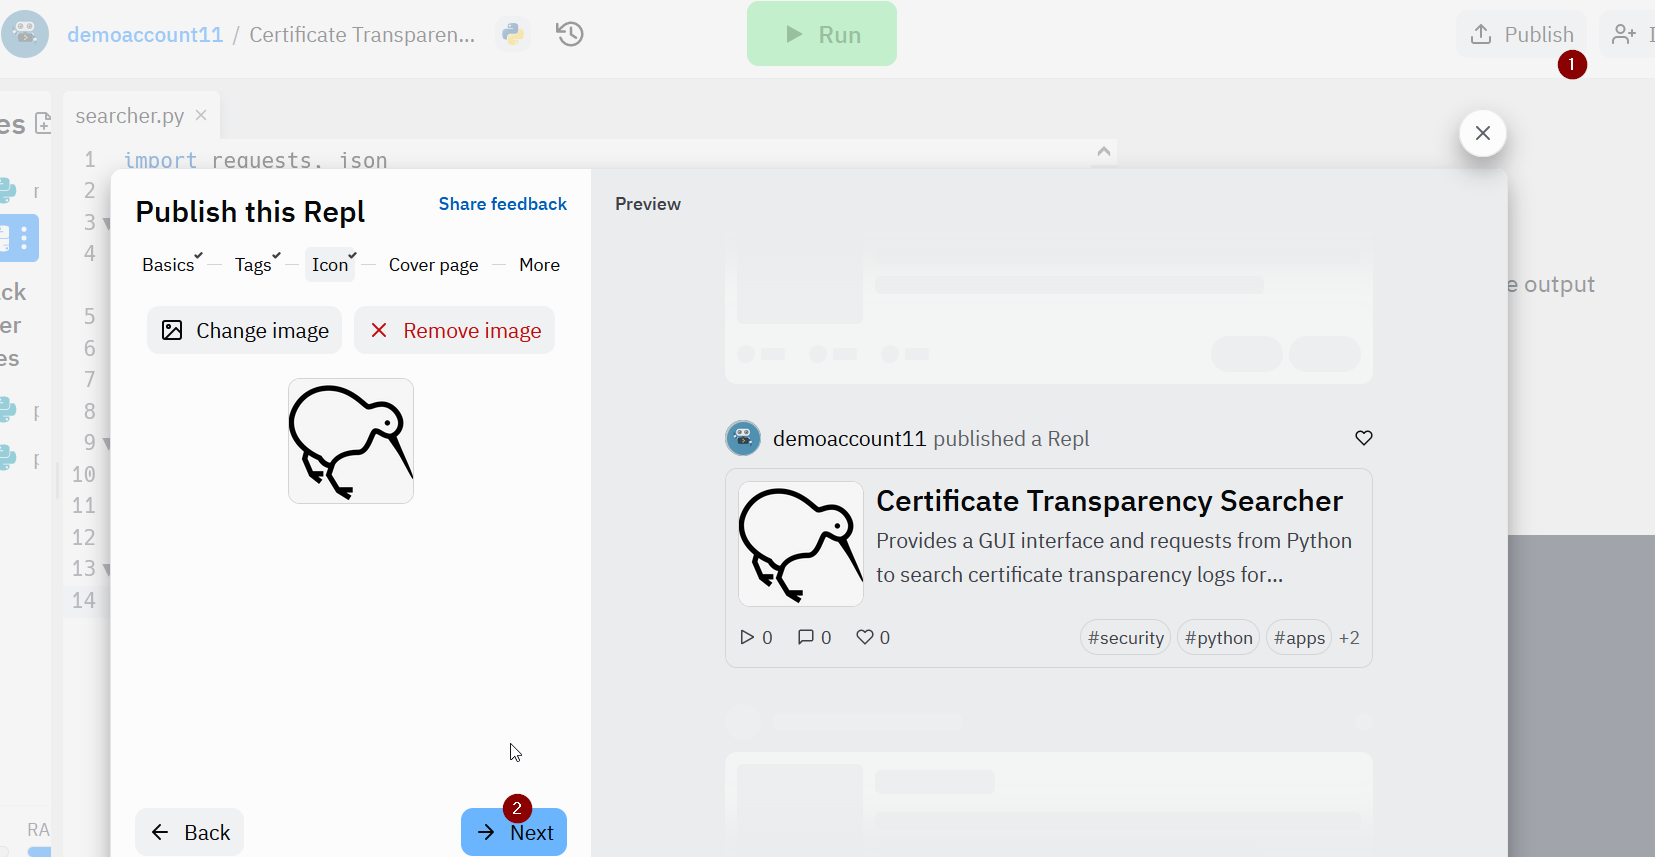 demoaccount11 / Certificate Transparen...
Run
Publish
1
es
searcher.py
1 import requests, json
2
3
4
ck
er
es
5
6
7
8
9
10
11
12
13
14
RA
Publish this Repl
Share feedback
Basics
Tags
Icon
Cover page
More
Change image
Remove image
Back
2
Next
Preview
demoaccount11 published a Repl
Certificate Transparency Searcher
Provides a GUI interface and requests from Python
to search certificate transparency logs for...
0
0
0
#security
#python
#apps
+2
e output